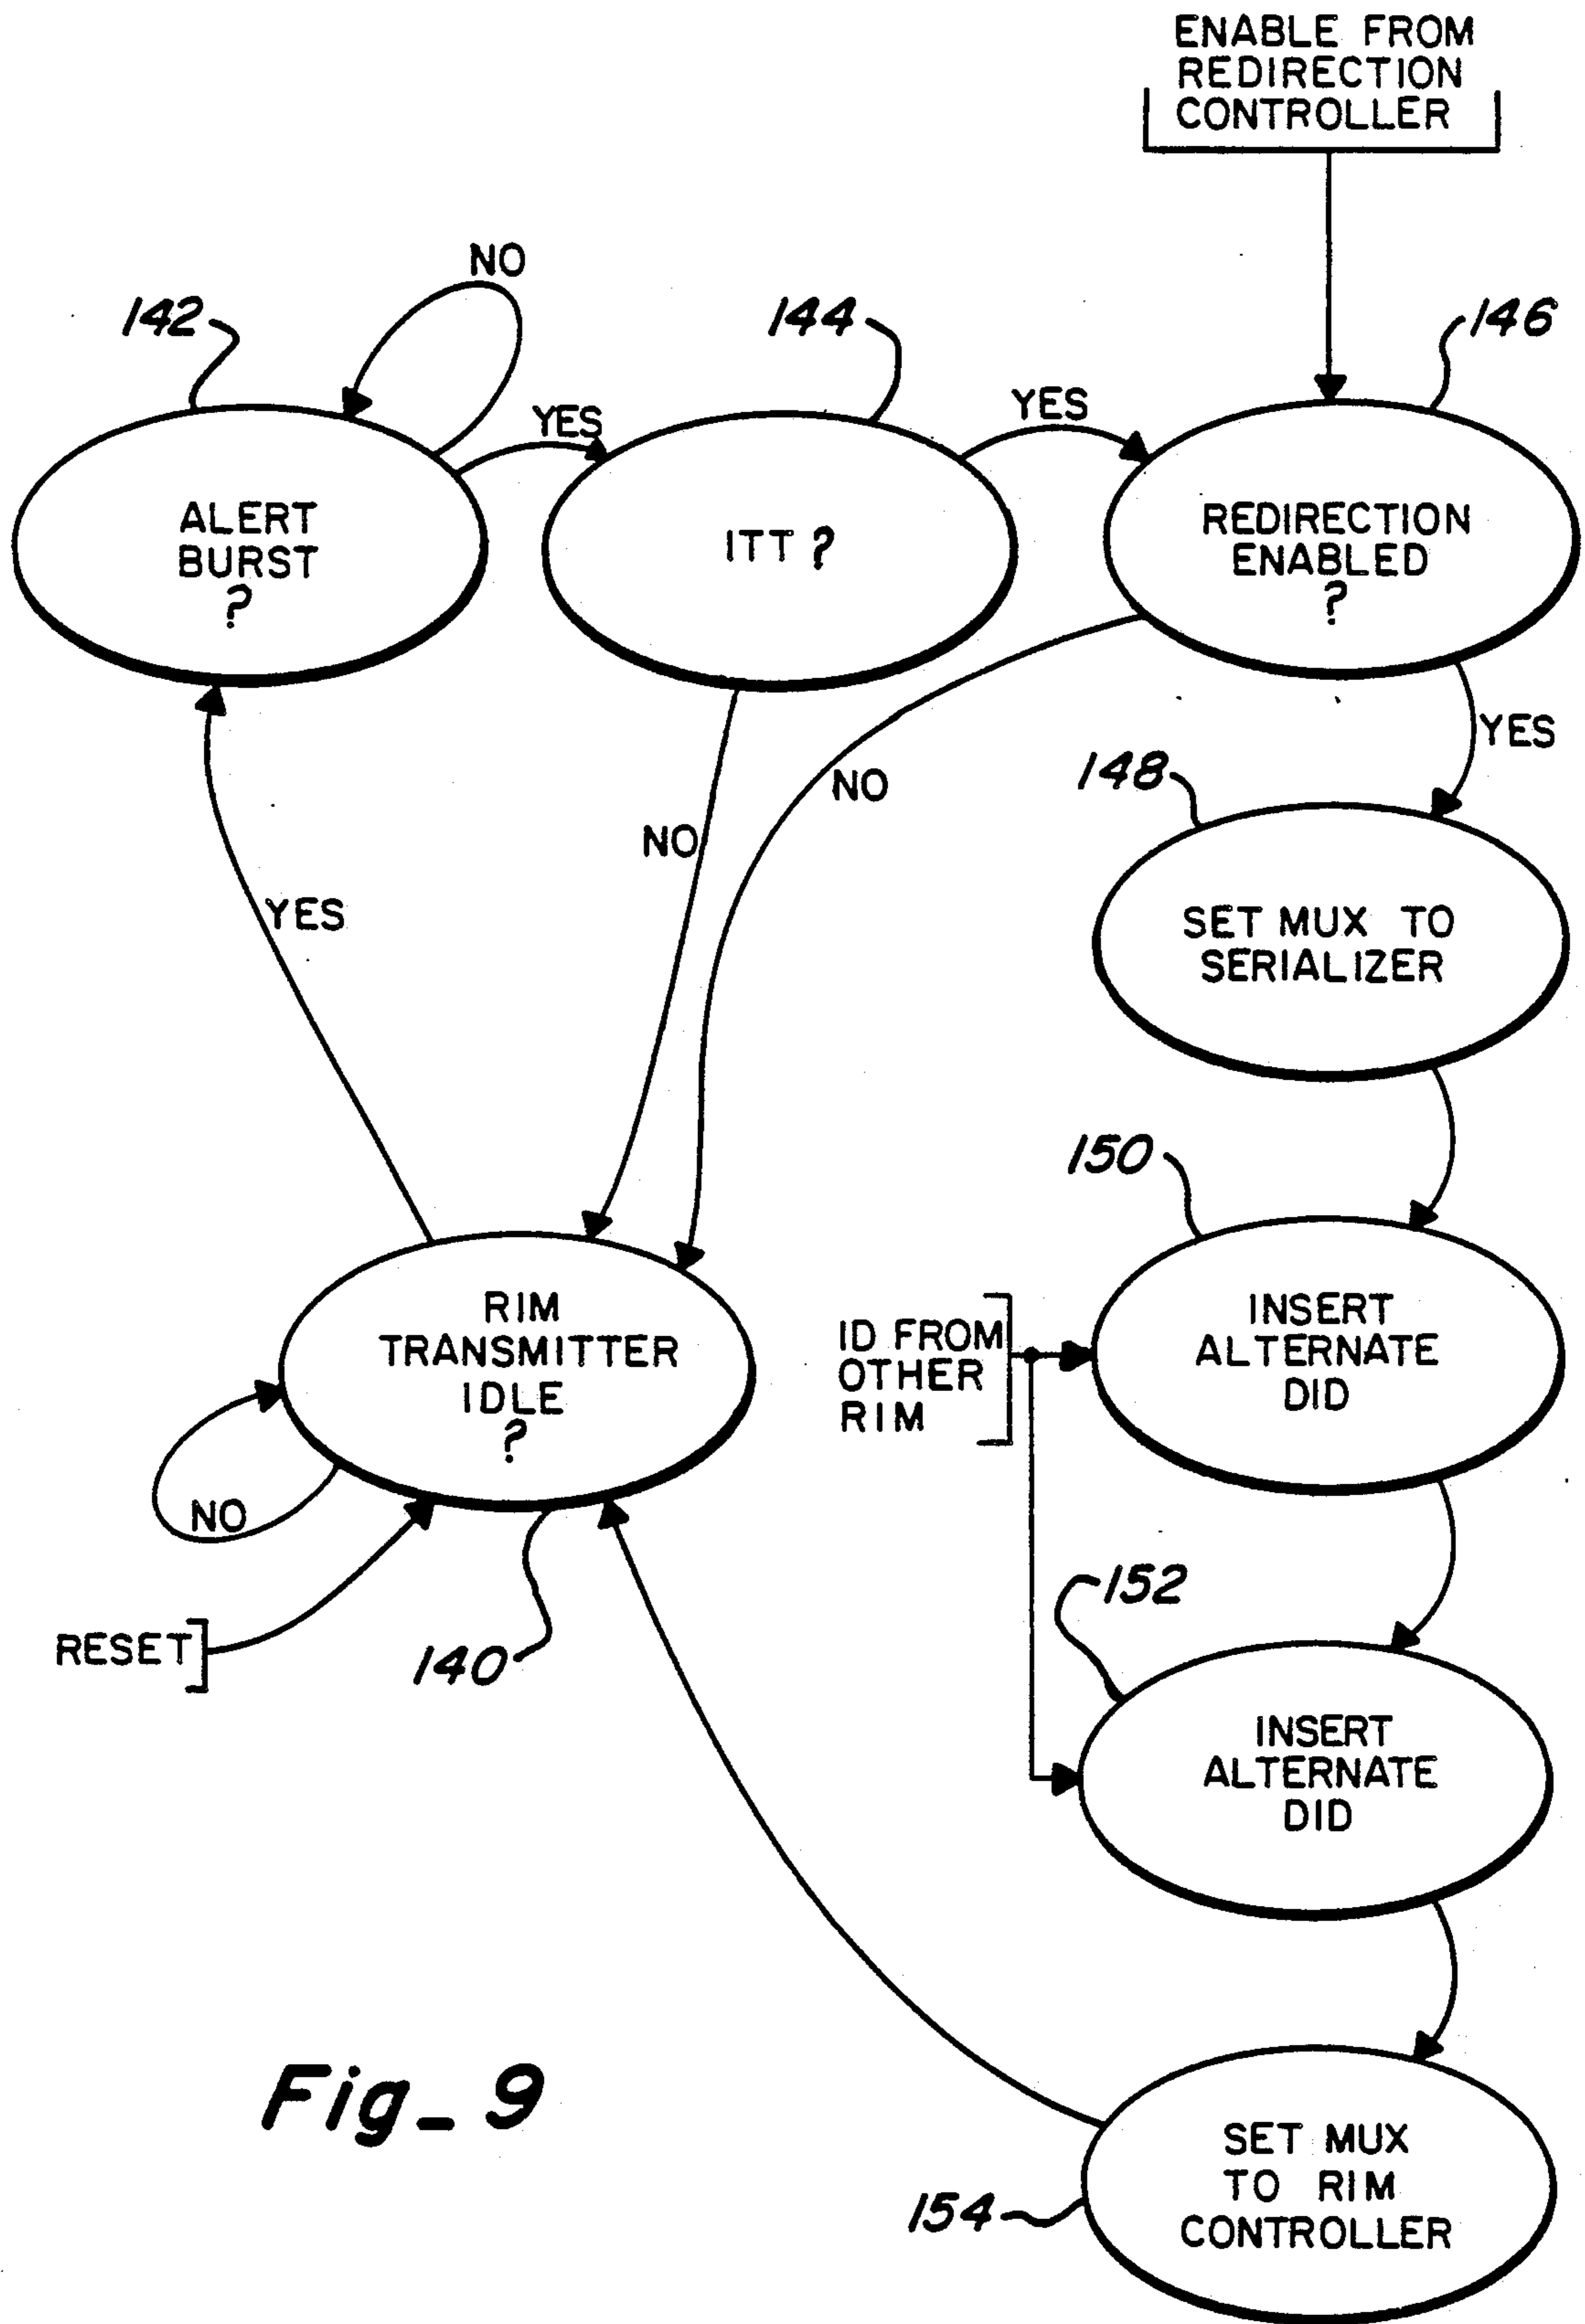 ENABLE FROM
REDIRECTION
CONTROLLER
NO
142
144
146
YES
YES
ALERT
BURST
?
ITT ?
REDIRECTION
ENABLED
?
YES
148
NO
NO
YES
SET MUX TO
SERIALIZER
150
RIM
TRANSMITTER
IDLE
?
ID FROM
OTHER
RIM
INSERT
ALTERNATE
DID
NO
152
RESET
140
INSERT
ALTERNATE
DID
Fig_ 9
SET MUX
TO RIM
CONTROLLER
154